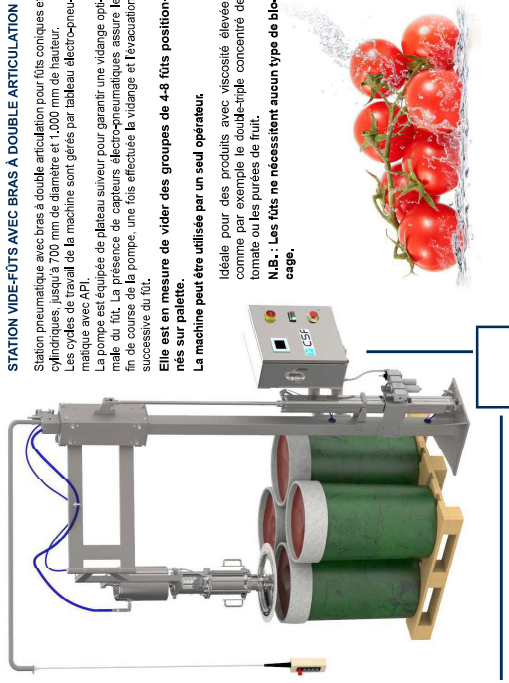 STATION VIDE-FÛTS AVEC BRAS À DOUBLE ARTICULATION
Station pneumatique avec bras à double articulation pour fûts coniques et
cylindriques, jusqu'à 700 mm de diamètre et 1.000 mm de hauteur.
Les cycles de travail de la machine sont gérés par tableau électro-pneu-
matique avec API.
La pompe est équipée de plateau suiveur pour garantir une vidange opti-
male du fût. La présence de capteurs électro-pneumatiques assure le
fin de course de la pompe, une fois effectuée la vidange et l'évacuation
successive du fût.
Elle est en mesure de vider des groupes de 4-8 fûts position-
nés sur palette.
La machine peut être utilisée par un seul opérateur.
Idéale pour des produits avec viscosité élevée
comme par exemple le double-triple concentré de
tomate ou les purées de fruit.
N.B. : Les fûts ne nécessitent aucun type de blo-
cage.
CSF